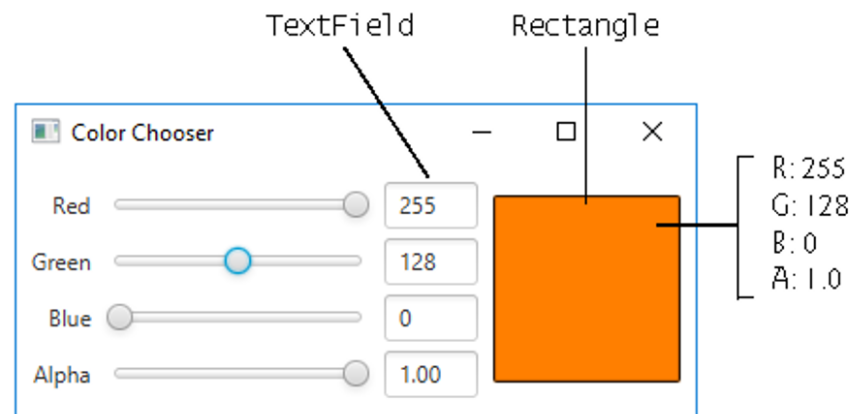 TextField Rectangle
Color Chooser
Red 255
Green 128
Blue 0
Alpha 1.00
R: 255
G: 128
B: 0
A: 1.0